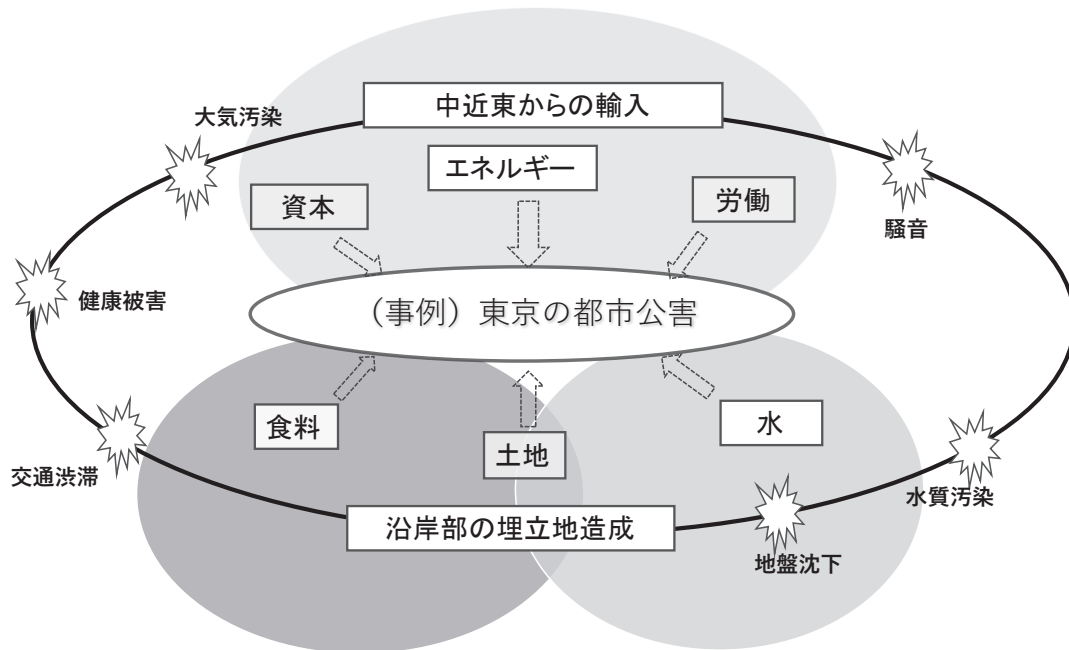 中近東からの輸入
大気汚染
エネルギー
資本
労働
騒音
健康被害
（事例）東京の都市公害
食料
水
土地
交通渋滞
水質汚染
沿岸部の埋立地造成
地盤沈下